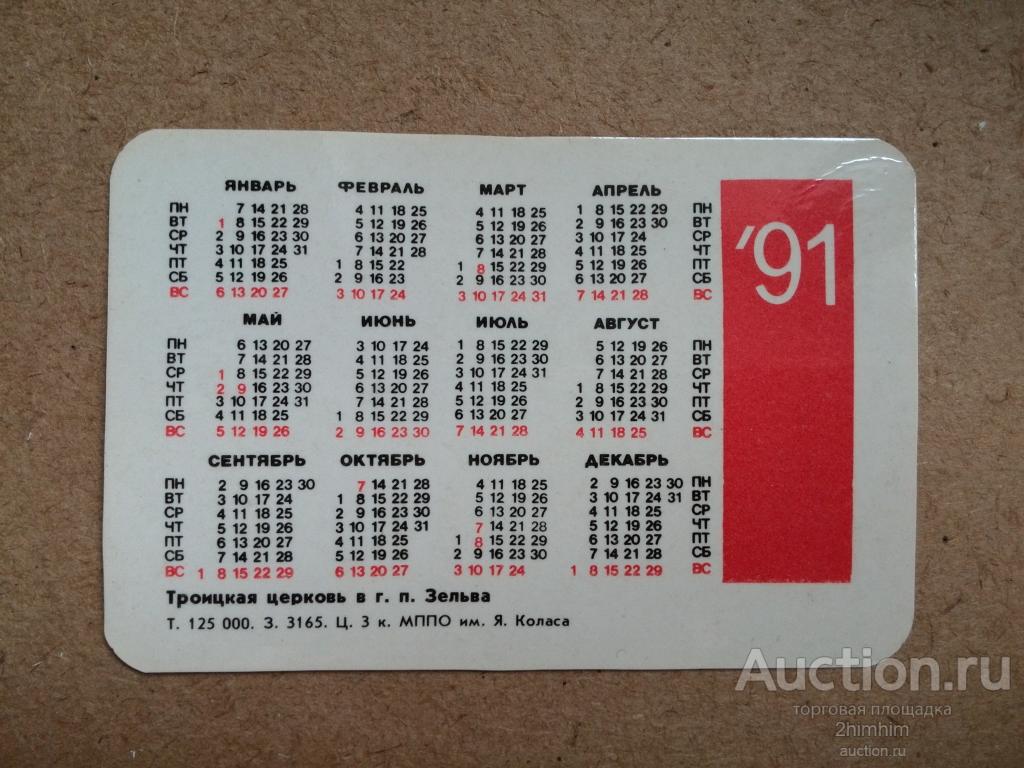 ЯНВАРЬ ФЕВРАЛЬ МАРТ АПРЕЛЬ
ПН 7 14 21 28 4 11 18 25 4 11 18 25 1 8 15 22 29 ПН
ВТ 1 8 15 22 29 5 12 19 26 5 12 19 26 2 9 16 23 30 ВТ
СР 2 9 16 23 30 6 13 20 27 6 13 20 27 3 10 17 24 СР
ЧТ 3 10 17 24 31 7 14 21 28 7 14 21 28 4 11 18 25 ЧТ
ПТ 4 11 18 25 1 8 15 22 1 8 15 22 29 5 12 19 26 ПТ
СБ 5 12 19 26 2 9 16 23 2 9 16 23 30 6 13 20 27 СБ
ВС 6 13 20 27 3 10 17 24 3 10 17 24 31 7 14 21 28 ВС
'91
МАЙ ИЮНЬ ИЮЛЬ АВГУСТ
ПН 6 13 20 27 3 10 17 24 1 8 15 22 29 5 12 19 26 ПН
ВТ 7 14 21 28 4 11 18 25 2 9 16 23 30 6 13 20 27 ВТ
СР 1 8 15 22 29 5 12 19 26 3 10 17 24 31 7 14 21 28 СР
ЧТ 2 9 16 23 30 6 13 20 27 4 11 18 25 1 8 15 22 29 ЧТ
ПТ 3 10 17 24 31 7 14 21 28 5 12 19 26 2 9 16 23 30 ПТ
СБ 4 11 18 25 1 8 15 22 29 6 13 20 27 3 10 17 24 31 СБ
ВС 5 12 19 26 2 9 16 23 30 7 14 21 28 4 11 18 25 ВС
СЕНТЯБРЬ ОКТЯБРЬ НОЯБРЬ ДЕКАБРЬ
ПН 2 9 16 23 30 7 14 21 28 4 11 18 25 2 9 16 23 30 ПН
ВТ 3 10 17 24 1 8 15 22 29 5 12 19 26 3 10 17 24 31 ВТ
СР 4 11 18 25 2 9 16 23 30 6 13 20 27 4 11 18 25 СР
ЧТ 5 12 19 26 3 10 17 24 31 7 14 21 28 5 12 19 26 ЧТ
ПТ 6 13 20 27 4 11 18 25 1 8 15 22 29 6 13 20 27 ПТ
СБ 7 14 21 28 5 12 19 26 2 9 16 23 30 7 14 21 28 СБ
ВС 1 8 15 22 29 6 13 20 27 3 10 17 24 1 8 15 22 29 ВС
Троицкая церковь в г. п. Зельва
Т. 125 000. З. 3165. Ц. 3 к. МППО им. Я. Коласа
Auction.ru
торговая площадка
2himhim
auction.ru